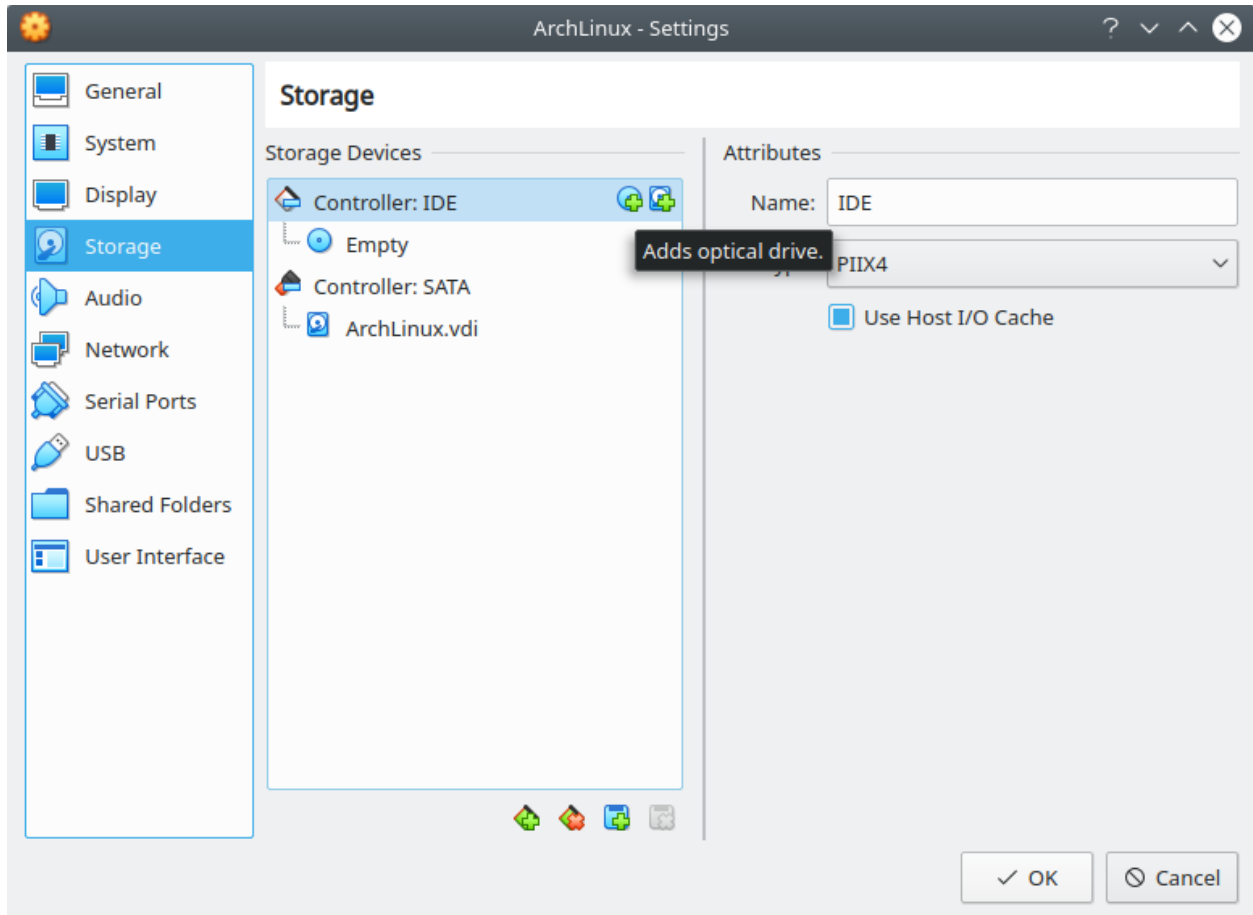 ArchLinux - Settings
?
General
System
Display
Storage
Audio
Network
Serial Ports
USB
Shared Folders
User Interface
Storage
Storage Devices
Controller: IDE
Empty
Controller: SATA
ArchLinux.vdi
Adds optical drive.
Attributes
Name: IDE
PIIX4
Use Host I/O Cache
OK
Cancel